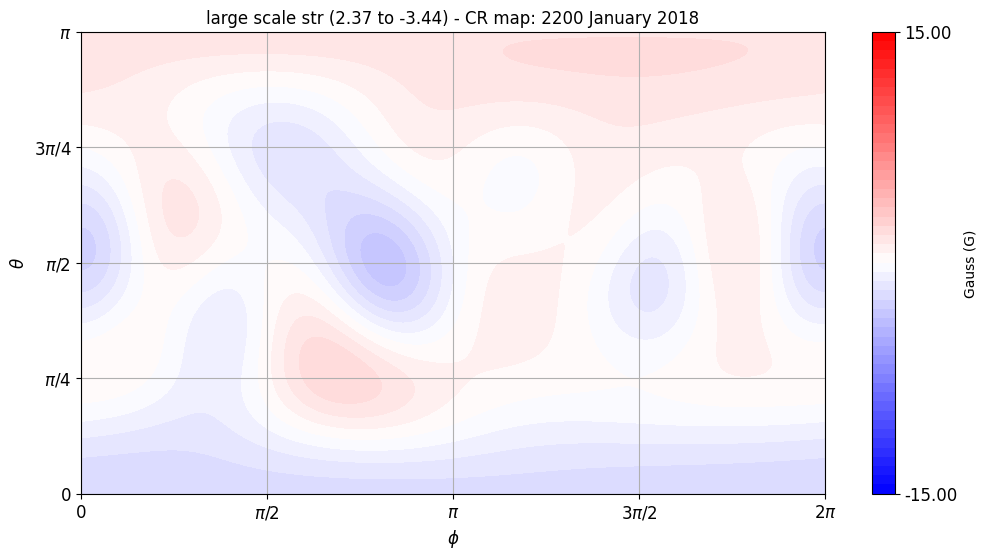 large scale str (2.37 to -3.44) - CR map: 2200 January 2018
π
3π/4
π/2
π/4
0
θ
0
π/2
π
3π/2
2π
ϕ
15.00
-15.00
Gauss (G)